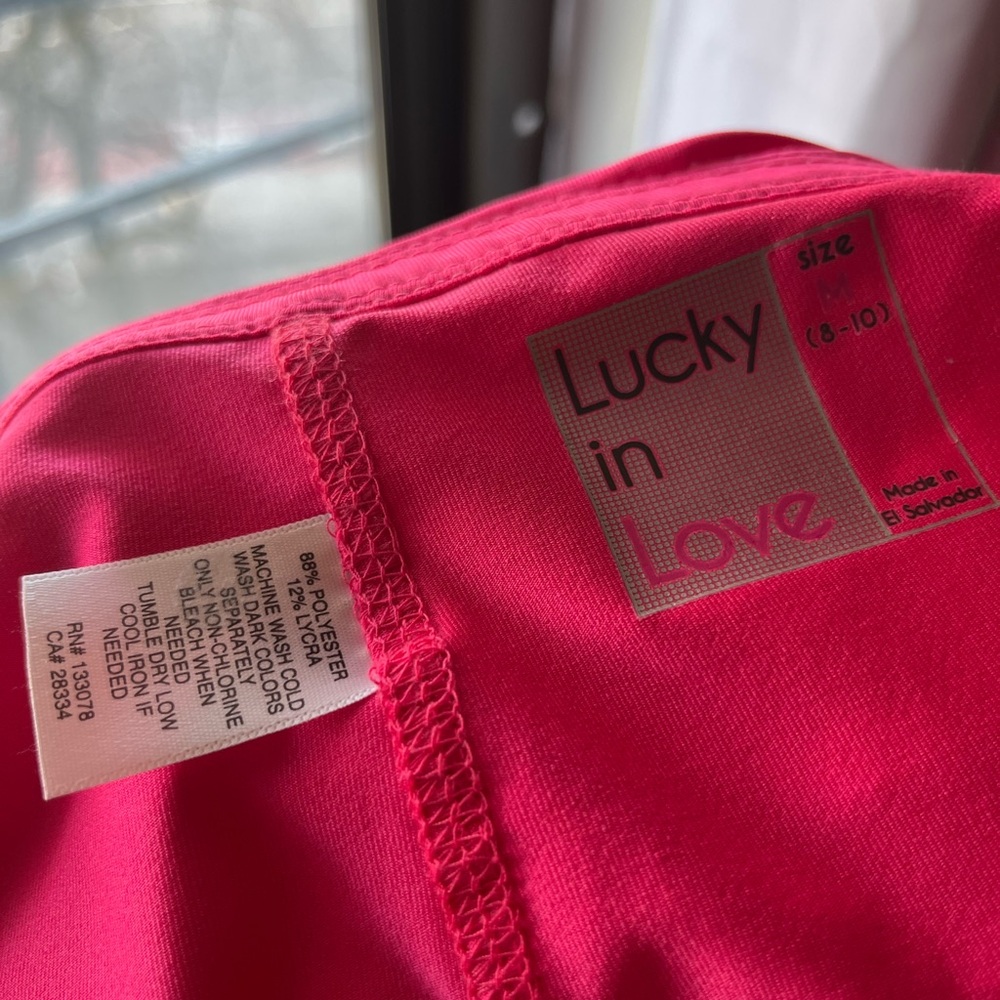 Lucky
in
Love
size
M
(8-10)
Made in
El Salvador
88% POLYESTER
12% LYCRA
MACHINE WASH COLD
WASH DARK COLORS
SEPARATELY
ONLY NON-CHLORINE
BLEACH WHEN
NEEDED
TUMBLE DRY LOW
COOL IRON IF
NEEDED
RN# 133078
CA# 28334